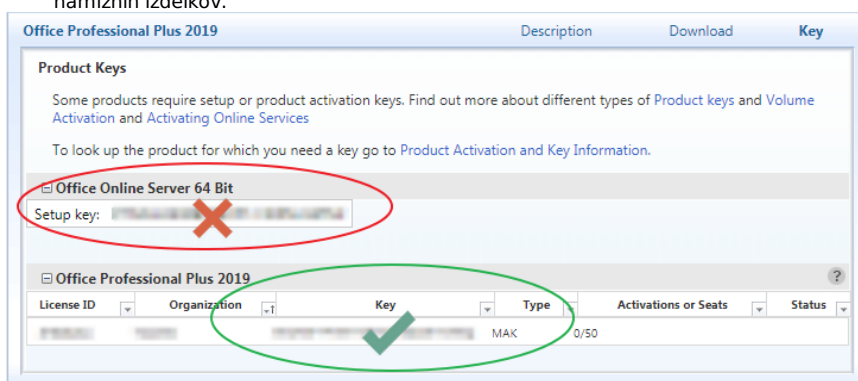 namiznih izdelkov.
Office Professional Plus 2019 Description Download Key
Product Keys
Some products require setup or product activation keys. Find out more about different types of Product keys and Volume
Activation and Activating Online Services
To look up the product for which you need a key go to Product Activation and Key Information.
Office Online Server 64 Bit
Setup key:
Office Professional Plus 2019 ?
License ID Organization Key Type Activations or Seats Status
MAK 0/50